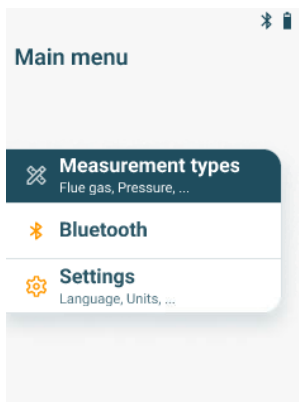 Main menu
Measurement types
Flue gas, Pressure, ...
Bluetooth
Settings
Language, Units, ...